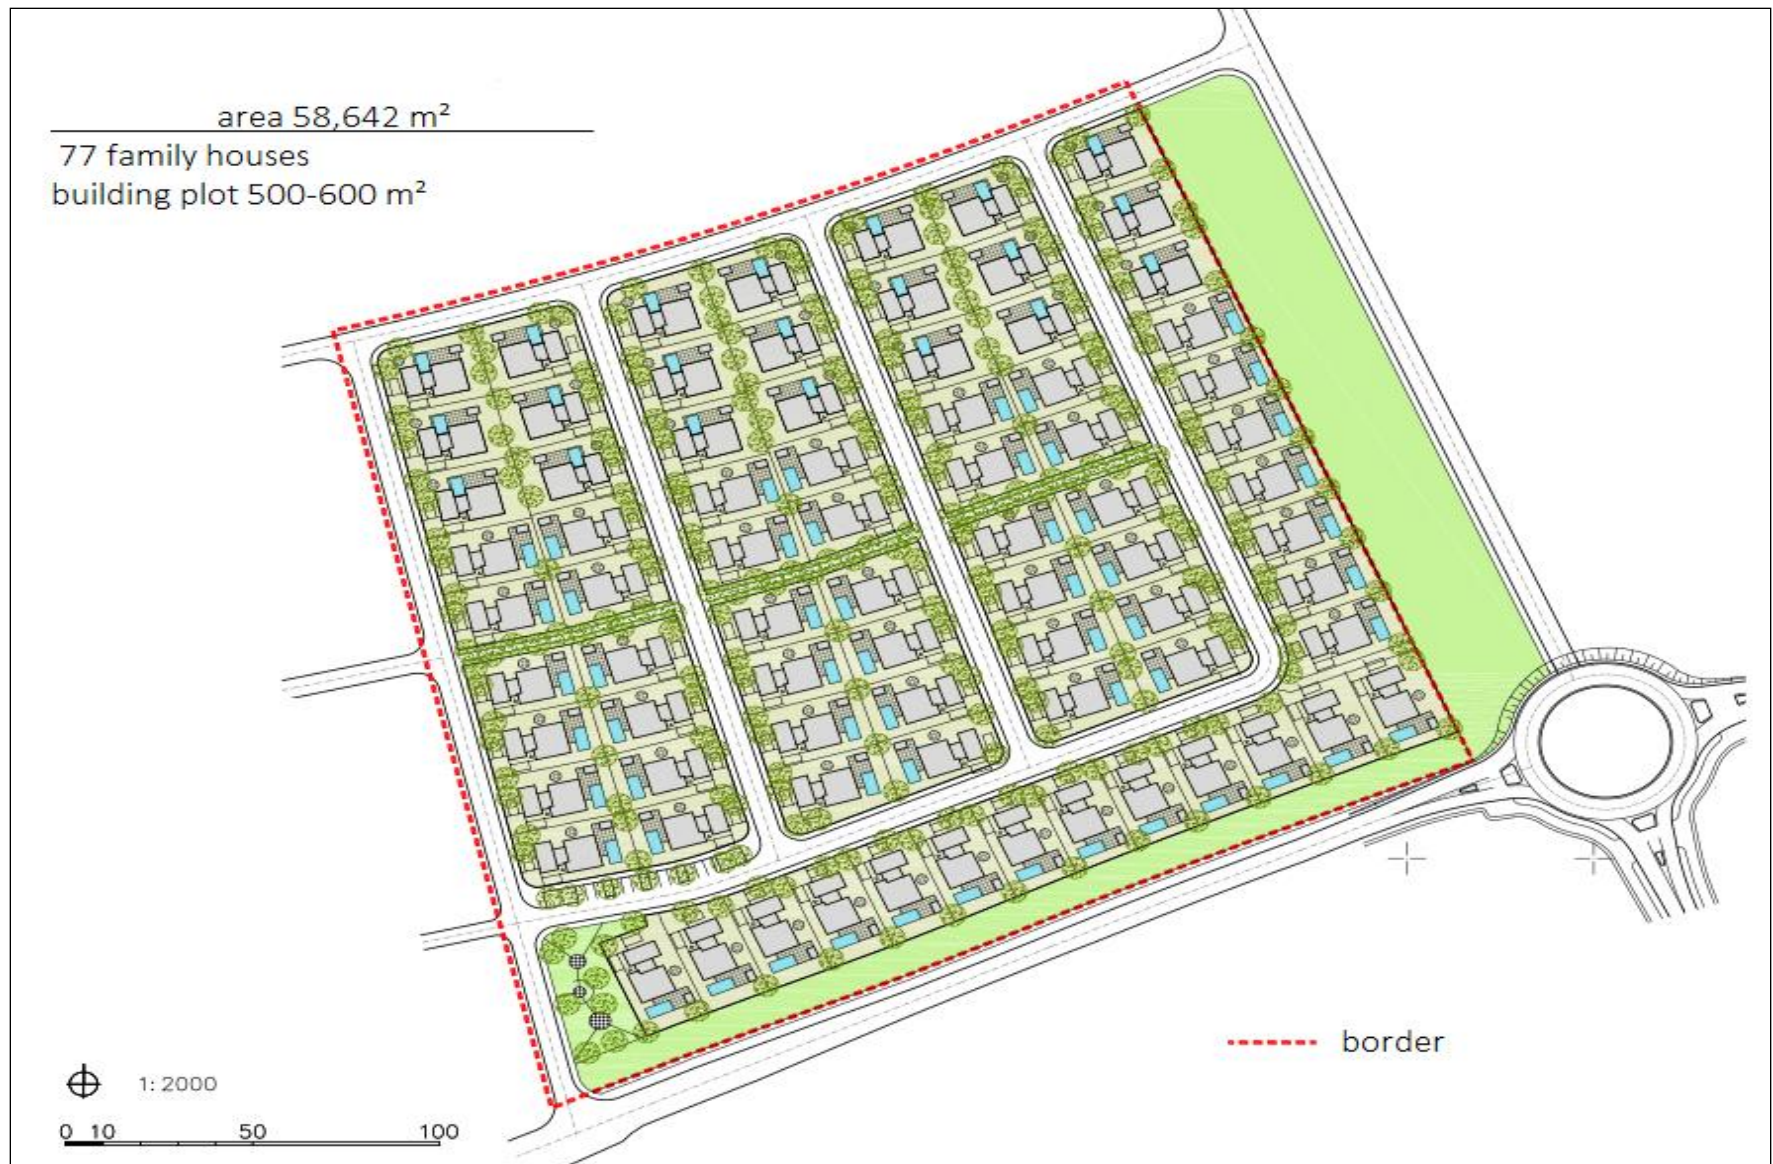 area 58,642 m²
77 family houses
building plot 500-600 m²
border
1: 2000
0 10 50 100